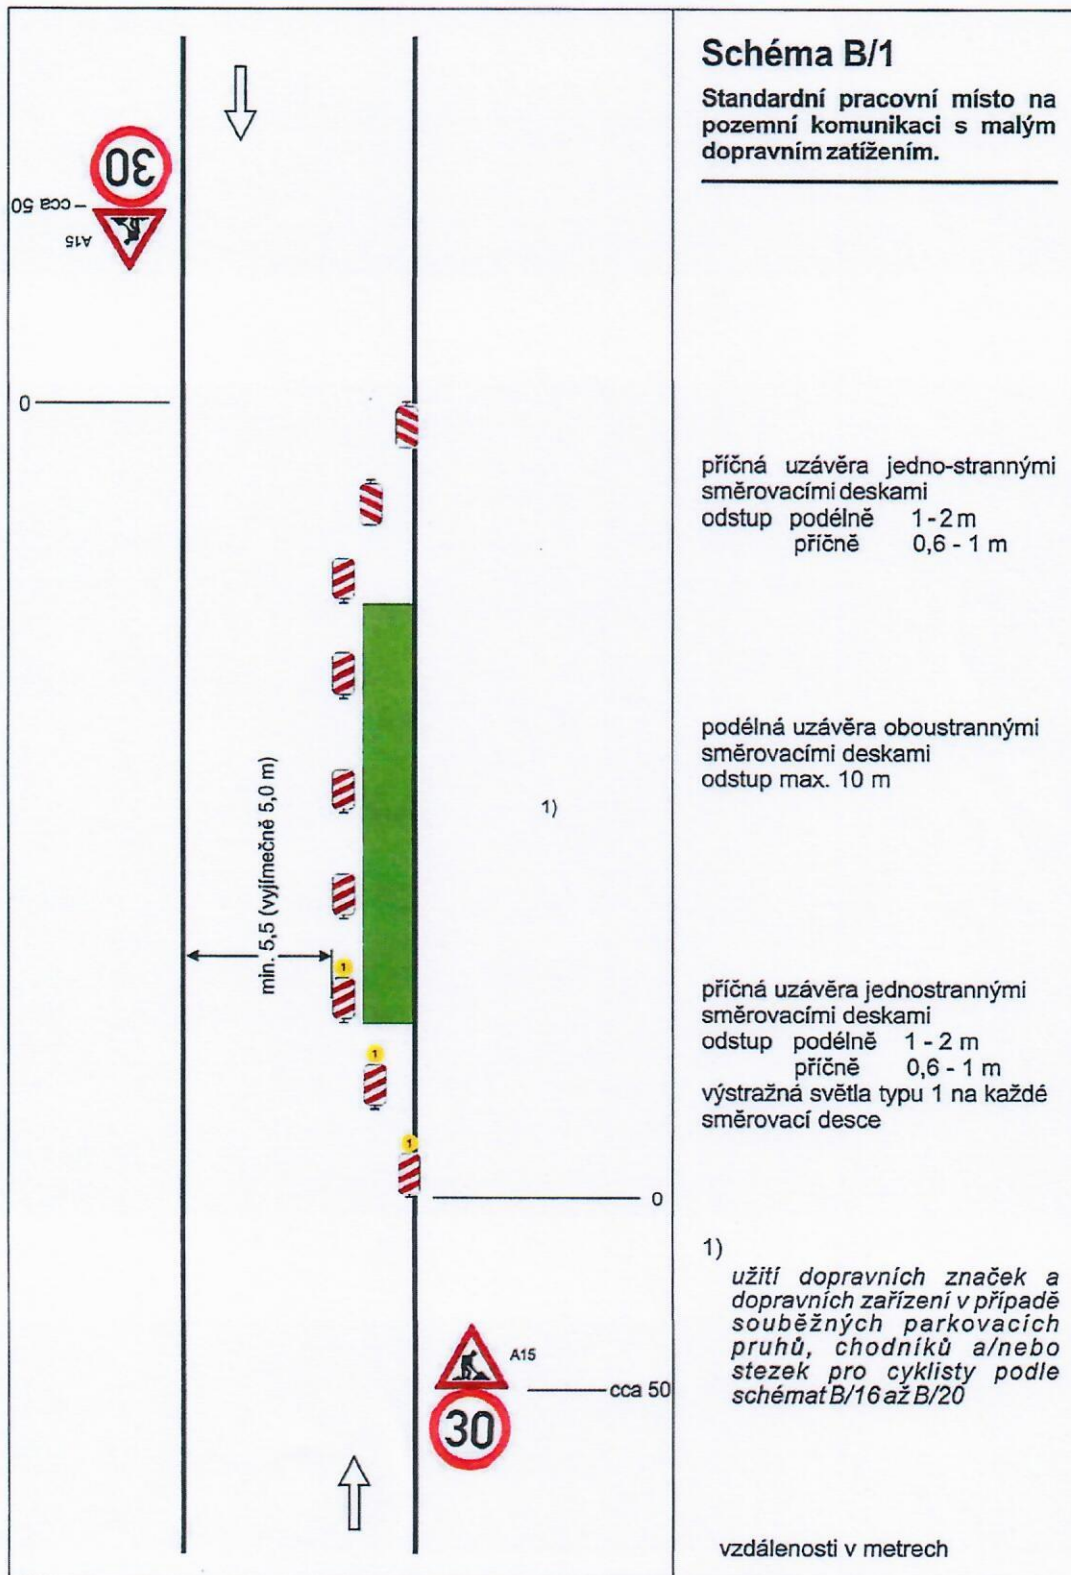 Schéma B/1
Standardní pracovní místo na
pozemní komunikaci s malým
dopravním zatížením.
30
cca 50
A15
0
příčná uzávěra jedno-strannými
směrovacími deskami
odstup podélně 1-2 m
příčně 0,6 - 1 m
podélná uzávěra oboustrannými
směrovacími deskami
odstup max. 10 m
1)
min. 5,5 (vyjímečně 5,0 m)
1
1
1
příčná uzávěra jednostrannými
směrovacími deskami
odstup podélně 1 - 2 m
příčně 0,6 - 1 m
výstražná světla typu 1 na každé
směrovací desce
0
1)
užití dopravních značek a
dopravních zařízení v případě
souběžných parkovacích
pruhů, chodníků a/nebo
stezek pro cyklisty podle
schémat B/16 až B/20
A15
cca 50
30
vzdálenosti v metrech